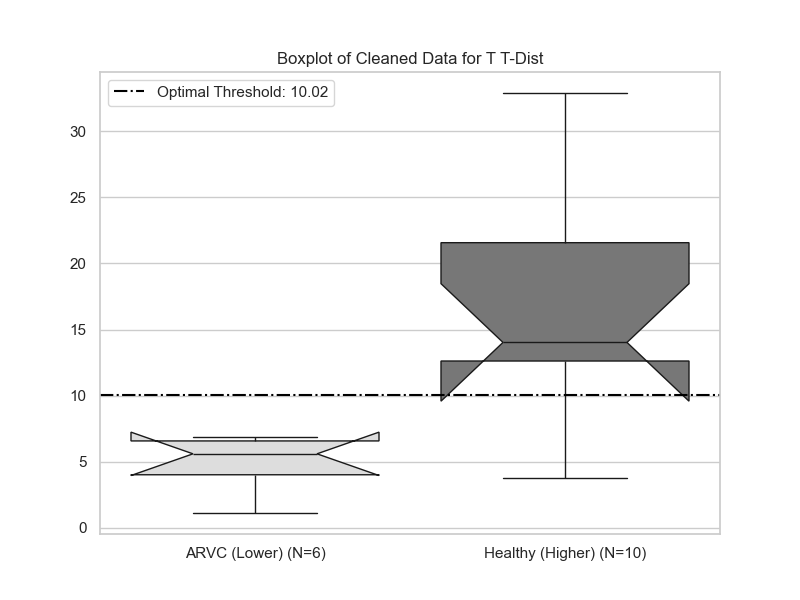 Boxplot of Cleaned Data for T T-Dist
Optimal Threshold: 10.02
30
25
20
15
10
5
0
ARVC (Lower) (N=6)
Healthy (Higher) (N=10)